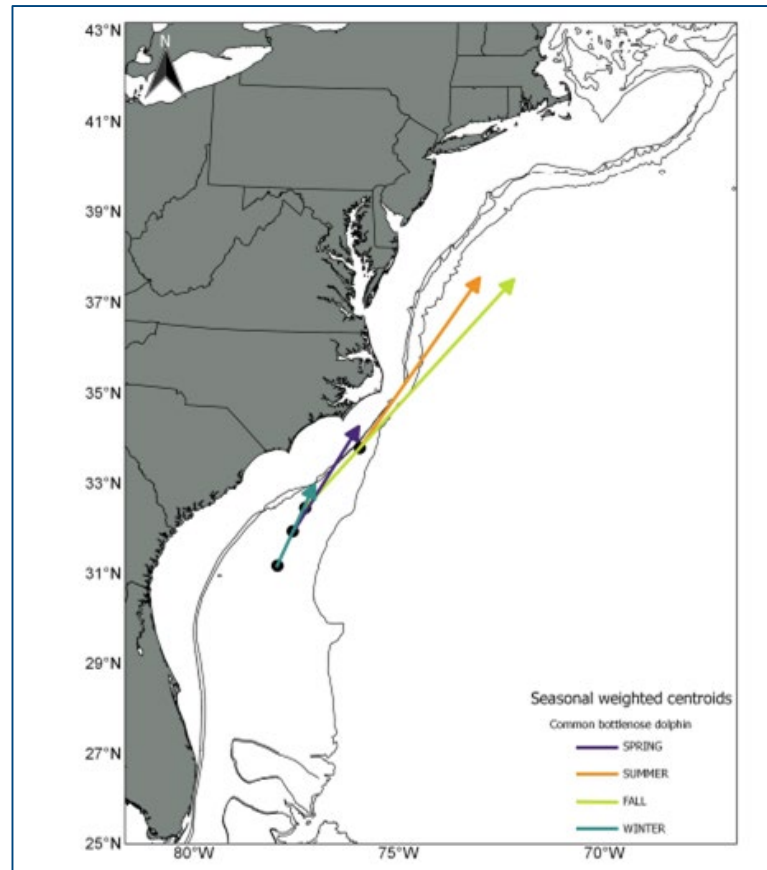 43°N
N
41°N
39°N
37°N
35°N
33°N
31°N
29°N
Seasonal weighted centroids
Common bottlenose dolphin
SPRING
27°N
SUMMER
FALL
WINTER
25°N
80°W 75°W 70°W